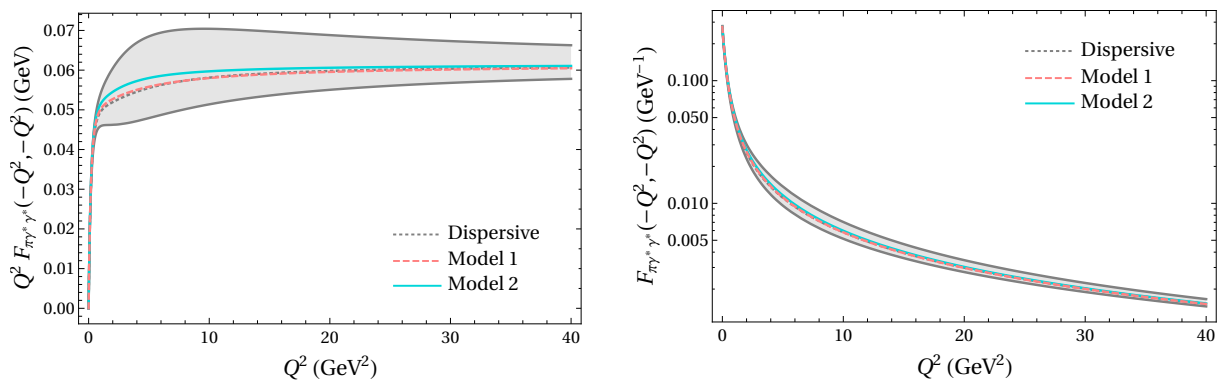 Q² F_{πγ* γ*}(−Q², −Q²) (GeV)
0.07
0.06
0.05
0.04
0.03
0.02
0.01
0.00
Dispersive
Model 1
Model 2
0 10 20 30 40
Q² (GeV²)
F_{πγ* γ*}(−Q², −Q²) (GeV⁻¹)
0.100
0.050
0.010
0.005
Dispersive
Model 1
Model 2
0 10 20 30 40
Q² (GeV²)